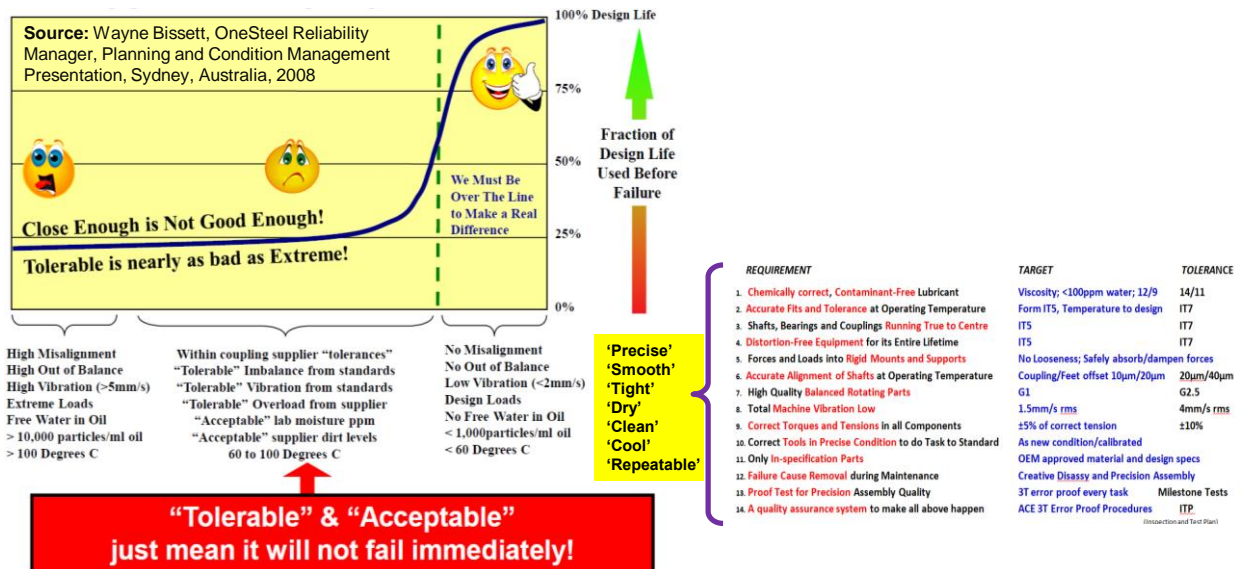 Source: Wayne Bissett, OneSteel Reliability
Manager, Planning and Condition Management
Presentation, Sydney, Australia, 2008
100% Design Life
75%
50%
25%
0%
We Must Be
Over The Line
to Make a Real
Difference
Close Enough is Not Good Enough!
Tolerable is nearly as bad as Extreme!
Fraction of
Design Life
Used Before
Failure
High Misalignment
High Out of Balance
High Vibration (>5mm/s)
Extreme Loads
Free Water in Oil
> 10,000 particles/ml oil
> 100 Degrees C
Within coupling supplier “tolerances”
“Tolerable” Imbalance from standards
“Tolerable” Vibration from standards
“Tolerable” Overload from supplier
“Acceptable” lab moisture ppm
“Acceptable” supplier dirt levels
60 to 100 Degrees C
No Misalignment
No Out of Balance
Low Vibration (<2mm/s)
Design Loads
No Free Water in Oil
< 1,000particles/ml oil
< 60 Degrees C
“Tolerable” & “Acceptable”
just mean it will not fail immediately!
‘Precise’
‘Smooth’
‘Tight’
‘Dry’
‘Clean’
‘Cool’
‘Repeatable’
REQUIREMENT TARGET TOLERANCE
1. Chemically correct, Contaminant-Free Lubricant Viscosity; <100ppm water; 12/9 14/11
2. Accurate Fits and Tolerance at Operating Temperature Form IT5, Temperature to design IT7
3. Shafts, Bearings and Couplings Running True to Centre IT5 IT7
4. Distortion-Free Equipment for its Entire Lifetime IT5 IT7
5. Forces and Loads into Rigid Mounts and Supports No Looseness; Safely absorb/dampen forces
6. Accurate Alignment of Shafts at Operating Temperature Coupling/Feet offset 10µm/20µm 20µm/40µm
7. High Quality Balanced Rotating Parts G1 G2.5
8. Total Machine Vibration Low 1.5mm/s rms 4mm/s rms
9. Correct Torques and Tensions in all Components ±5% of correct tension ±10%
10. Correct Tools in Precise Condition to do Task to Standard As new condition/calibrated
11. Only In-specification Parts OEM approved material and design specs
12. Failure Cause Removal during Maintenance Creative Disassy and Precision Assembly
13. Proof Test for Precision Assembly Quality 3T error proof every task Milestone Tests
14. A quality assurance system to make all above happen ACE 3T Error Proof Procedures ITP
(Inspection and Test Plan)